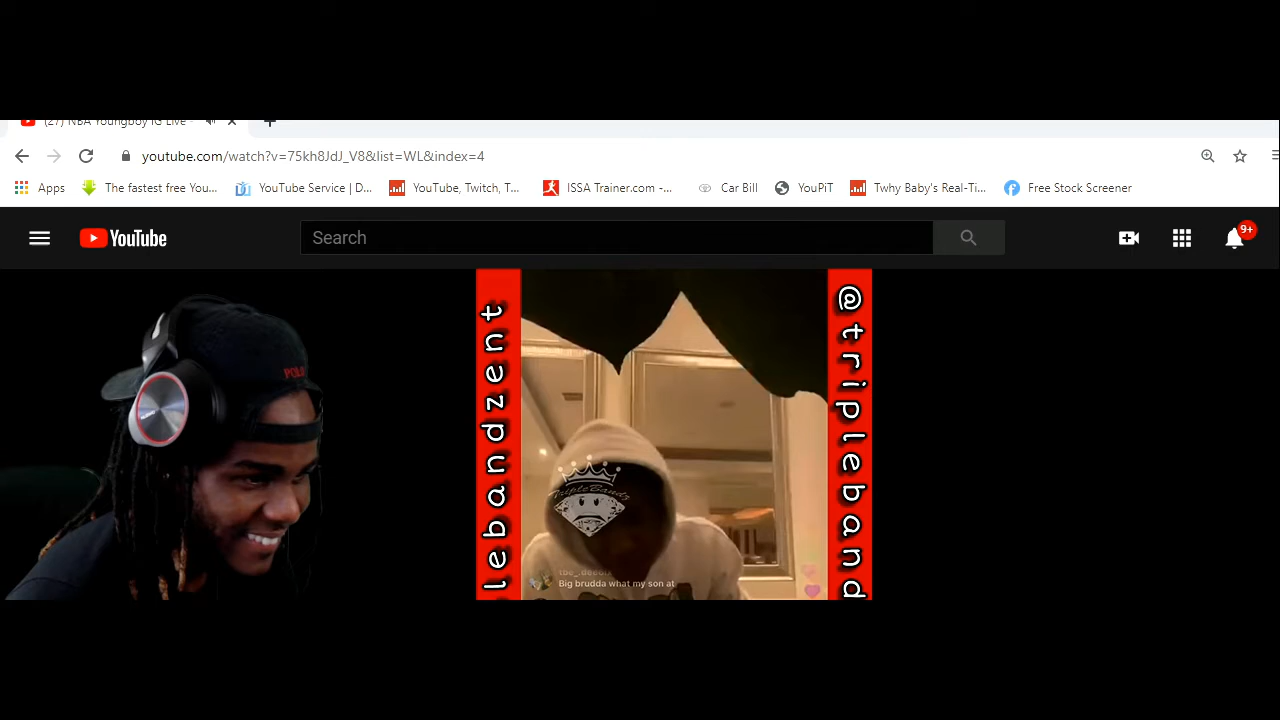 (27) NBA Youngboy IG Live -
youtube.com/watch?v=75kh8JdJ_V8&list=WL&index=4
Apps The fastest free You... YouTube Service | D... YouTube, Twitch, T... ISSA Trainer.com -... Car Bill YouPiT Twhy Baby's Real-Ti... Free Stock Screener
YouTube Search 9+
lebandzent
@tripleband
POLO
TripleBandz
Big brudda what my son at